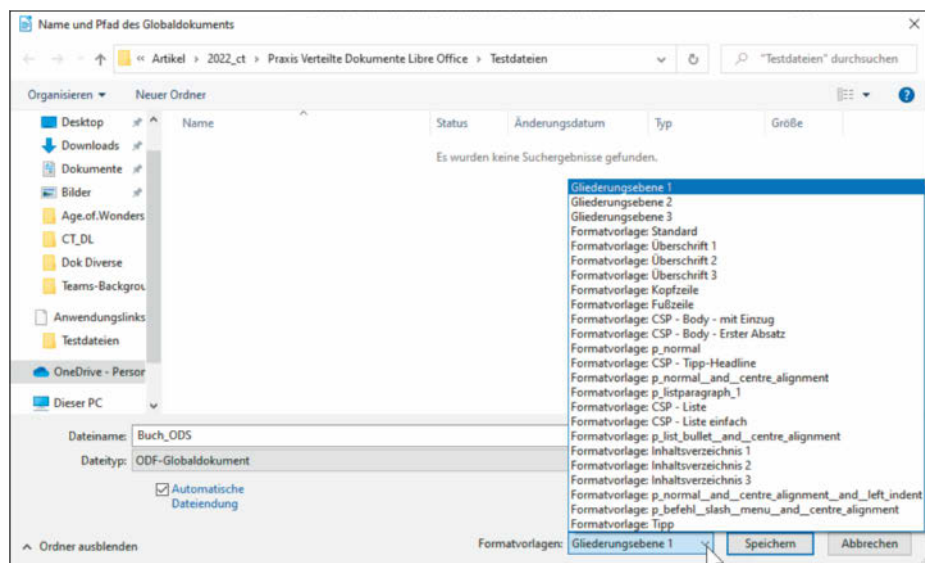 Name und Pfad des Globaldokuments
« Artikel › 2022_ct › Praxis Verteilte Dokumente Libre Office › Testdateien
"Testdateien" durchsuchen
Organisieren
Neuer Ordner
Desktop
Downloads
Dokumente
Bilder
Age.of.Wonders
CT_DL
Dok Diverse
Teams-Backgrou
Anwendungslinks
Testdateien
OneDrive - Person
Dieser PC
Name Status Änderungsdatum Typ Größe
Es wurden keine Suchergebnisse gefunden.
Gliederungsebene 1
Gliederungsebene 2
Gliederungsebene 3
Formatvorlage: Standard
Formatvorlage: Überschrift 1
Formatvorlage: Überschrift 2
Formatvorlage: Überschrift 3
Formatvorlage: Kopfzeile
Formatvorlage: Fußzeile
Formatvorlage: CSP - Body - mit Einzug
Formatvorlage: CSP - Body - Erster Absatz
Formatvorlage: p_normal
Formatvorlage: CSP - Tipp-Headline
Formatvorlage: p_normal__and__centre_alignment
Formatvorlage: p_listparagraph_1
Formatvorlage: CSP - Liste
Formatvorlage: CSP - Liste einfach
Formatvorlage: p_list_bullet__and__centre_alignment
Formatvorlage: Inhaltsverzeichnis 1
Formatvorlage: Inhaltsverzeichnis 2
Formatvorlage: Inhaltsverzeichnis 3
Formatvorlage: p_normal__and__centre_alignment__and__left_indent
Formatvorlage: p_befehl__slash__menu__and__centre_alignment
Formatvorlage: Tipp
Dateiname: Buch_ODS
Dateityp: ODF-Globaldokument
Automatische
Dateiendung
Ordner ausblenden
Formatvorlagen: Gliederungsebene 1
Speichern
Abbrechen